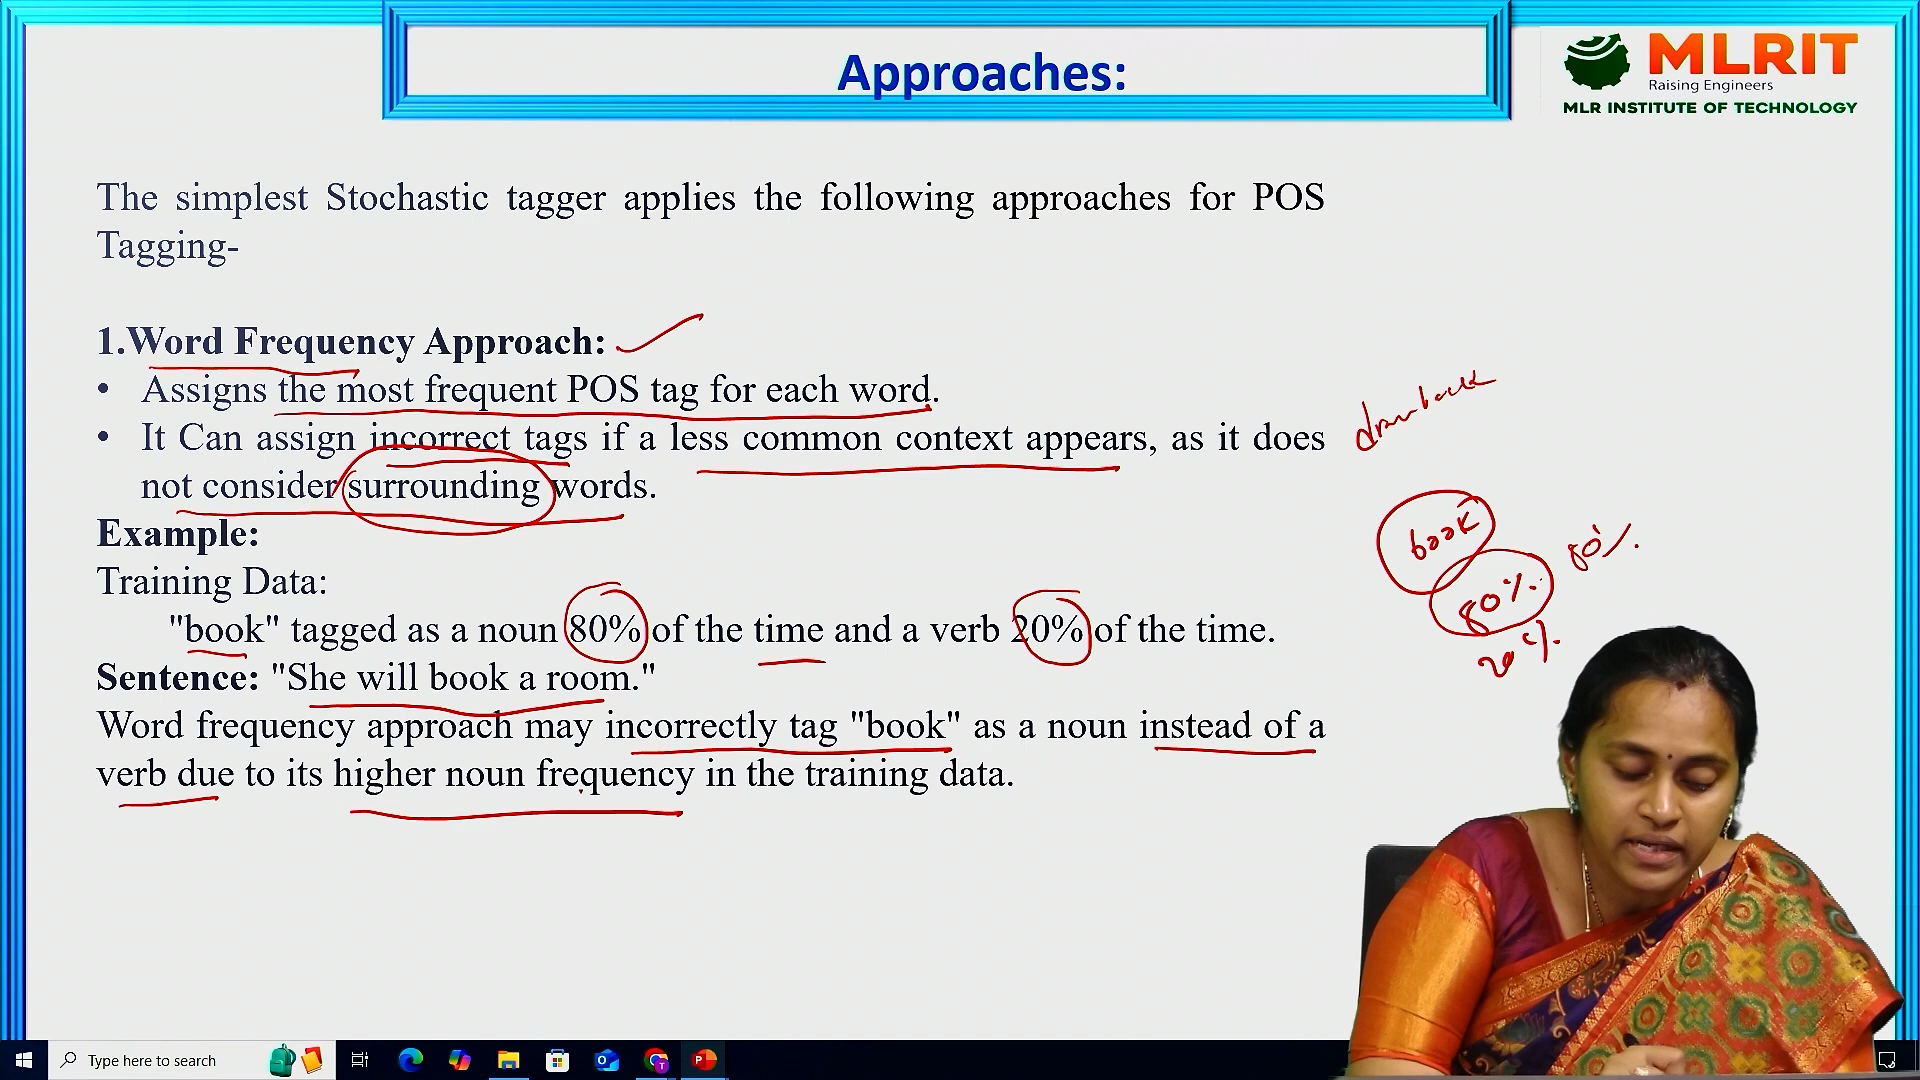 Approaches:
MLRIT
Raising Engineers
MLR INSTITUTE OF TECHNOLOGY
The simplest Stochastic tagger applies the following approaches for POS
Tagging-
1.Word Frequency Approach:
• Assigns the most frequent POS tag for each word.
• It Can assign incorrect tags if a less common context appears, as it does
not consider surrounding words.
drawback
Example:
book
80%
Training Data:
80%
"book" tagged as a noun 80% of the time and a verb 20% of the time.
20%
Sentence: "She will book a room."
Word frequency approach may incorrectly tag "book" as a noun instead of a
verb due to its higher noun frequency in the training data.
Type here to search